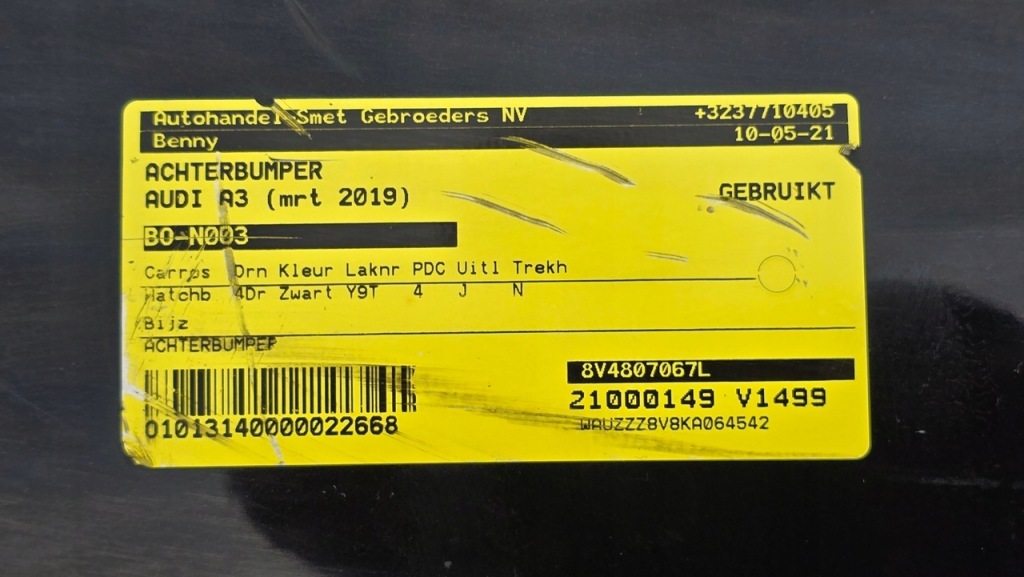 Autohandel Smet Gebroeders NV +3237710405
Benny 10-05-21
ACHTERBUMPER
AUDI A3 (mrt 2019) GEBRUIKT
BO-N003
Carros Drn Kleur Laknr PDC Uitl Trekh
Hatchb 4Dr Zwart Y9T 4 J N
Bijz
ACHTERBUMPER
8V4807067L
21000149 V1499
01013140000022668 WAUZZZ8V8KA064542